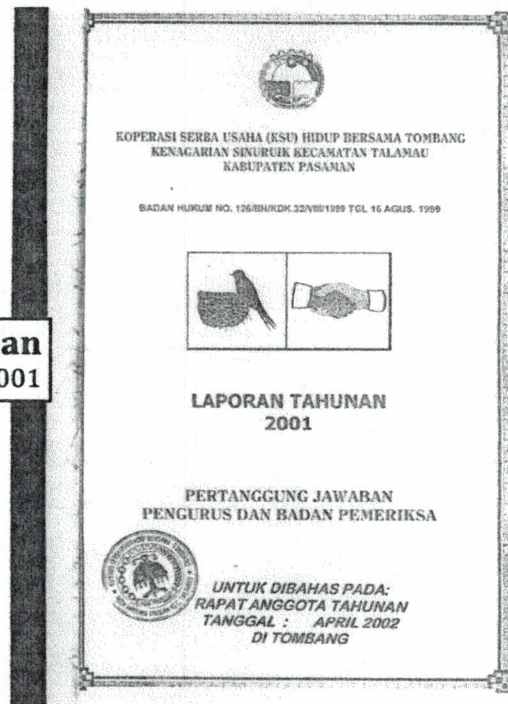 an
001
KOPERASI SERBA USAHA (KSU) HIDUP BERSAMA TOMBANG
KENAGARIAN SINURUIK KECAMATAN TALAMAU
KABUPATEN PASAMAN
BADAN HUKUM NO. 126/BH/KDK.32/VIII/1999 TGL 16 AGUS. 1999
LAPORAN TAHUNAN
2001
PERTANGGUNG JAWABAN
PENGURUS DAN BADAN PEMERIKSA
UNTUK DIBAHAS PADA:
RAPAT ANGGOTA TAHUNAN
TANGGAL : APRIL 2002
DI TOMBANG